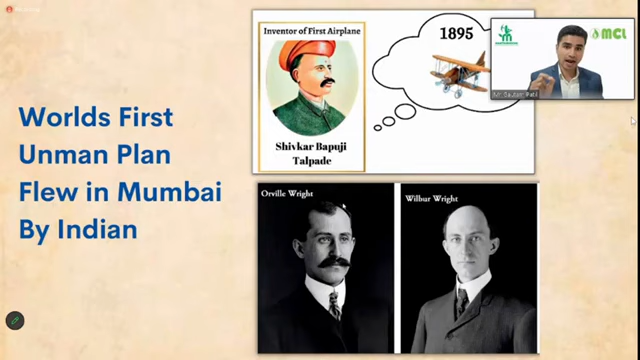 Worlds First
Unman Plan
Flew in Mumbai
By Indian
Inventor of First Airplane
Shivkar Bapuji
Talpade
1895
MCL
Orville Wright
Wilbur Wright